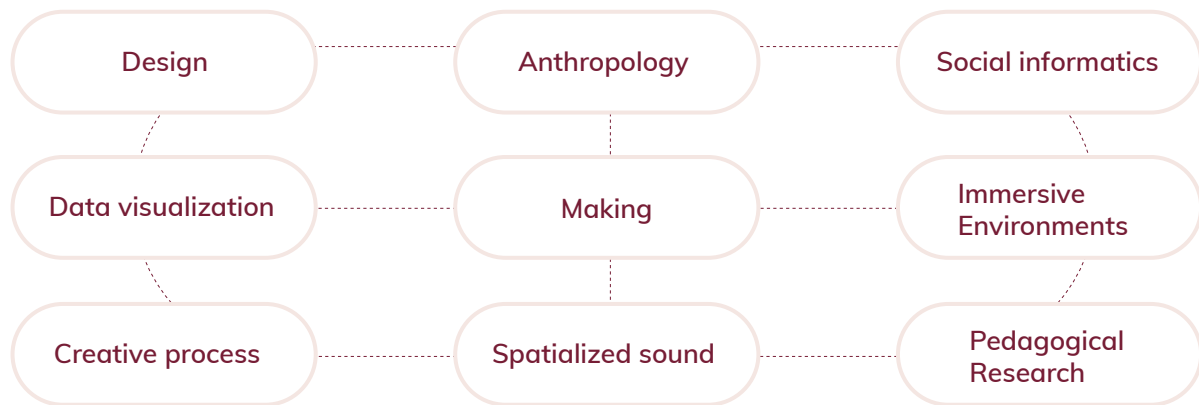 Design
Anthropology
Social informatics
Data visualization
Making
Immersive
Environments
Creative process
Spatialized sound
Pedagogical
Research